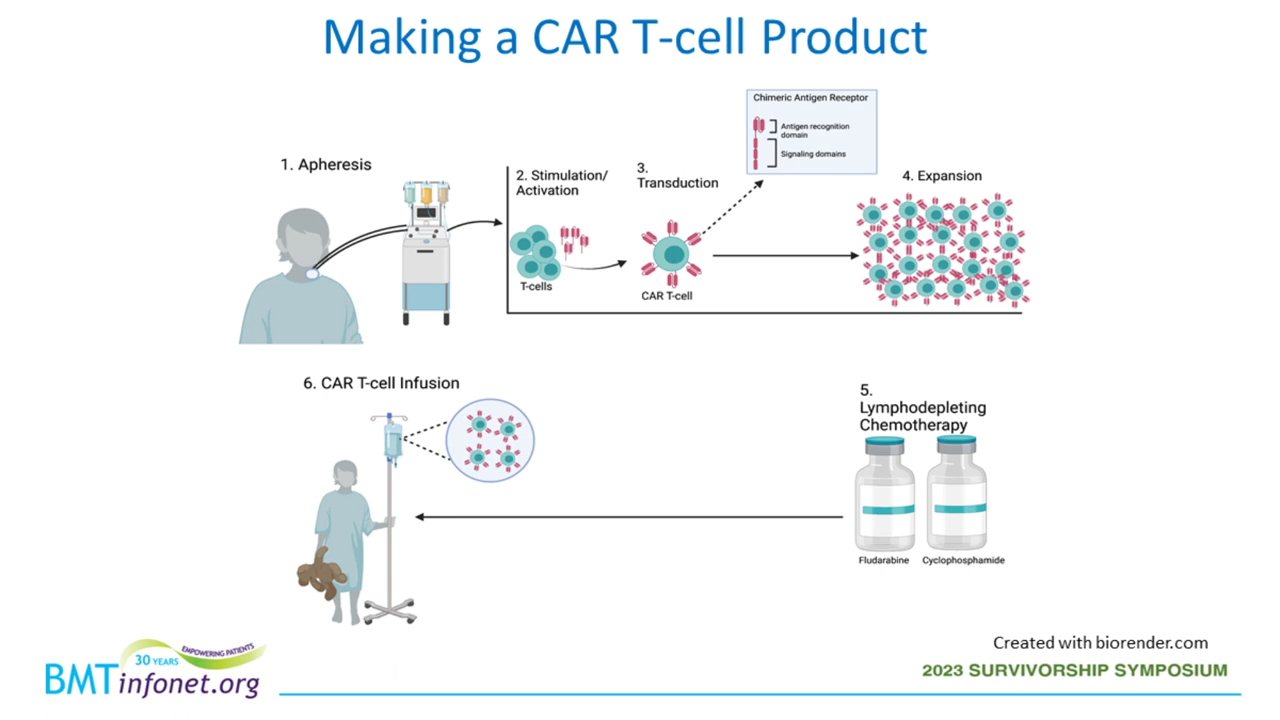 Making a CAR T-cell Product
Chimeric Antigen Receptor
Antigen recognition
domain
Signaling domains
1. Apheresis
2. Stimulation/
Activation
3.
Transduction
4. Expansion
T-cells
CAR T-cell
6. CAR T-cell Infusion
5.
Lymphodepleting
Chemotherapy
Fludarabine
Cyclophosphamide
Created with biorender.com
2023 SURVIVORSHIP SYMPOSIUM
30 YEARS
EMPOWERING PATIENTS
BMTinfonet.org